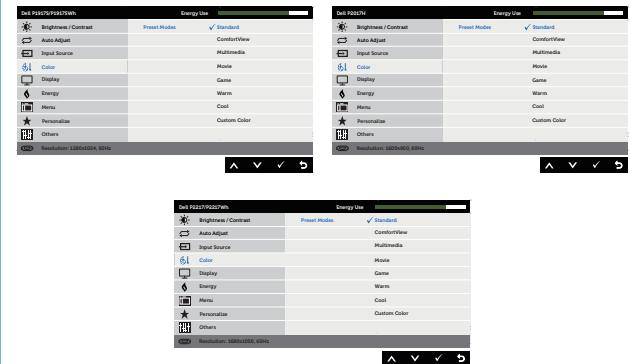 Dell P1917S/P1917SWh Energy Use
Brightness / Contrast Preset Modes ✓ Standard
Auto Adjust ComfortView
Input Source Multimedia
Color Movie
Display Game
Energy Warm
Menu Cool
Personalize Custom Color
Others
Resolution: 1280x1024, 60Hz
Dell P2017H Energy Use
Brightness / Contrast Preset Modes ✓ Standard
Auto Adjust ComfortView
Input Source Multimedia
Color Movie
Display Game
Energy Warm
Menu Cool
Personalize Custom Color
Others
Resolution: 1600x900, 60Hz
Dell P2217/P2217Wh Energy Use
Brightness / Contrast Preset Modes ✓ Standard
Auto Adjust ComfortView
Input Source Multimedia
Color Movie
Display Game
Energy Warm
Menu Cool
Personalize Custom Color
Others
Resolution: 1680x1050, 60Hz